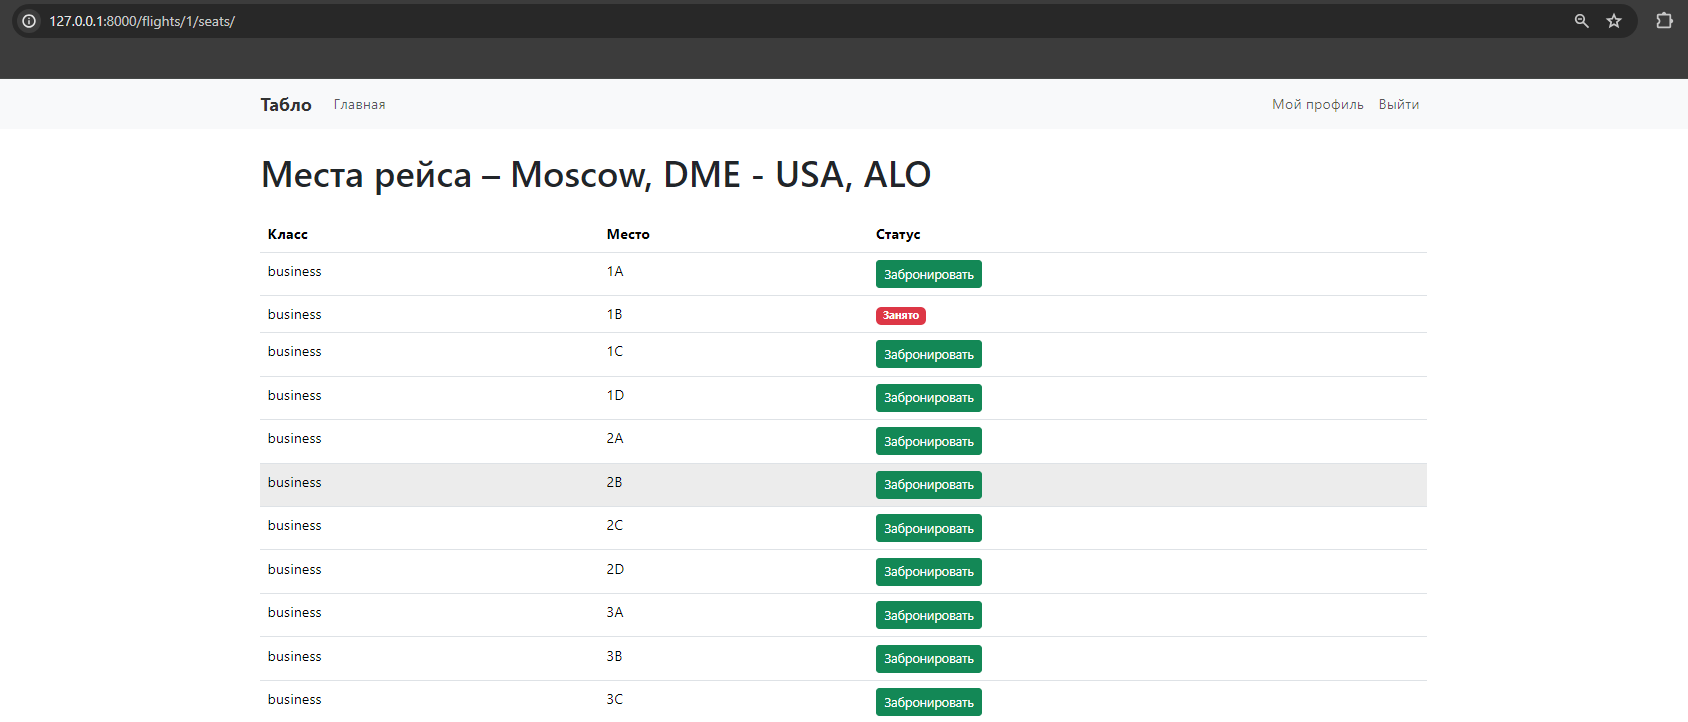 127.0.0.1:8000/flights/1/seats/
Табло Главная Мой профиль Выйти
Места рейса – Moscow, DME - USA, ALO
Класс Место Статус
business 1A Забронировать
business 1B Занято
business 1C Забронировать
business 1D Забронировать
business 2A Забронировать
business 2B Забронировать
business 2C Забронировать
business 2D Забронировать
business 3A Забронировать
business 3B Забронировать
business 3C Забронировать